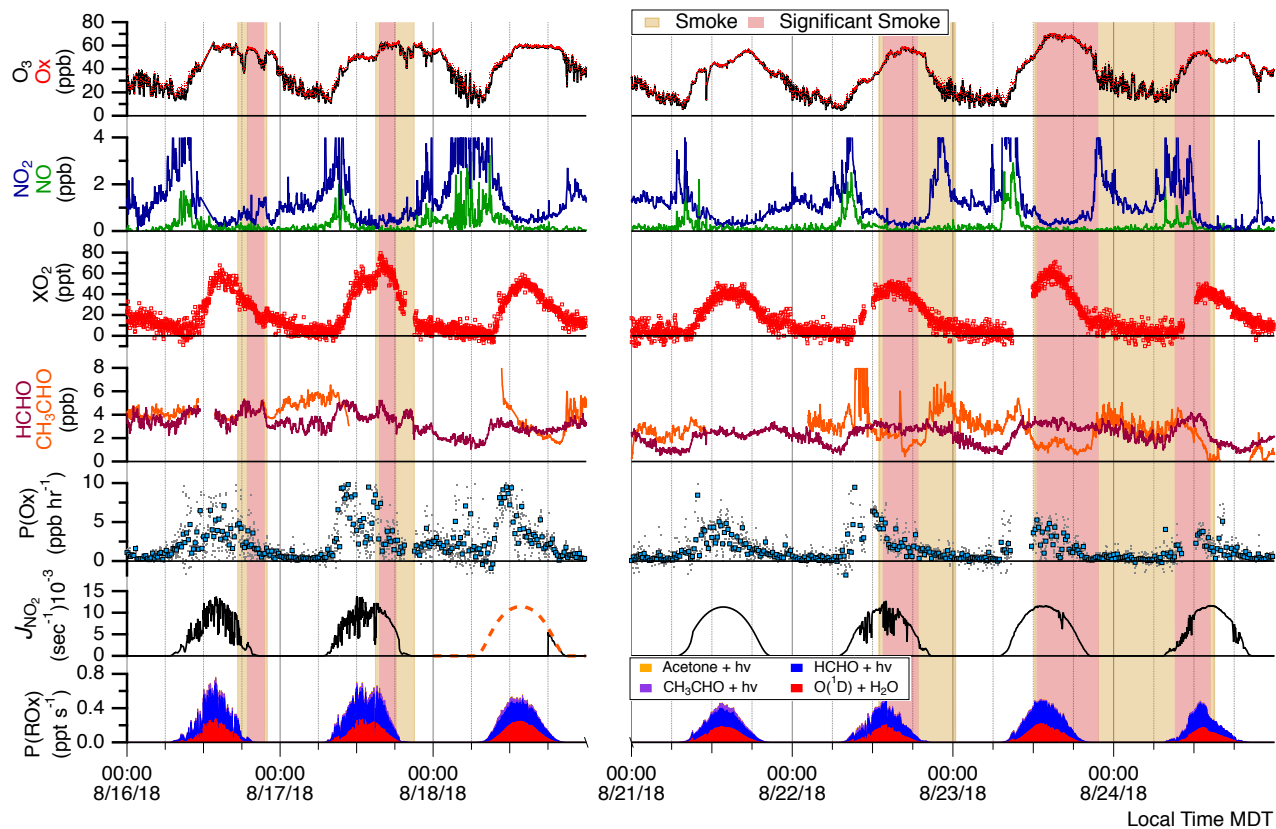 Smoke Significant Smoke
80
60
40
20
0
O3
Ox
(ppb)
4
2
0
NO2
NO
(ppb)
80
60
40
20
0
XO2
(ppt)
8
6
4
2
0
HCHO
CH3CHO
(ppb)
10
5
0
P(Ox)
(ppb hr-1)
15
10
5
0
JNO2
(sec-1)10-3
0.8
0.4
0.0
P(ROx)
(ppt s-1)
Acetone + hv HCHO + hv
CH3CHO + hv O(1D) + H2O
00:00 00:00 00:00 00:00 00:00 00:00 00:00
8/16/18 8/17/18 8/18/18 8/21/18 8/22/18 8/23/18 8/24/18
Local Time MDT